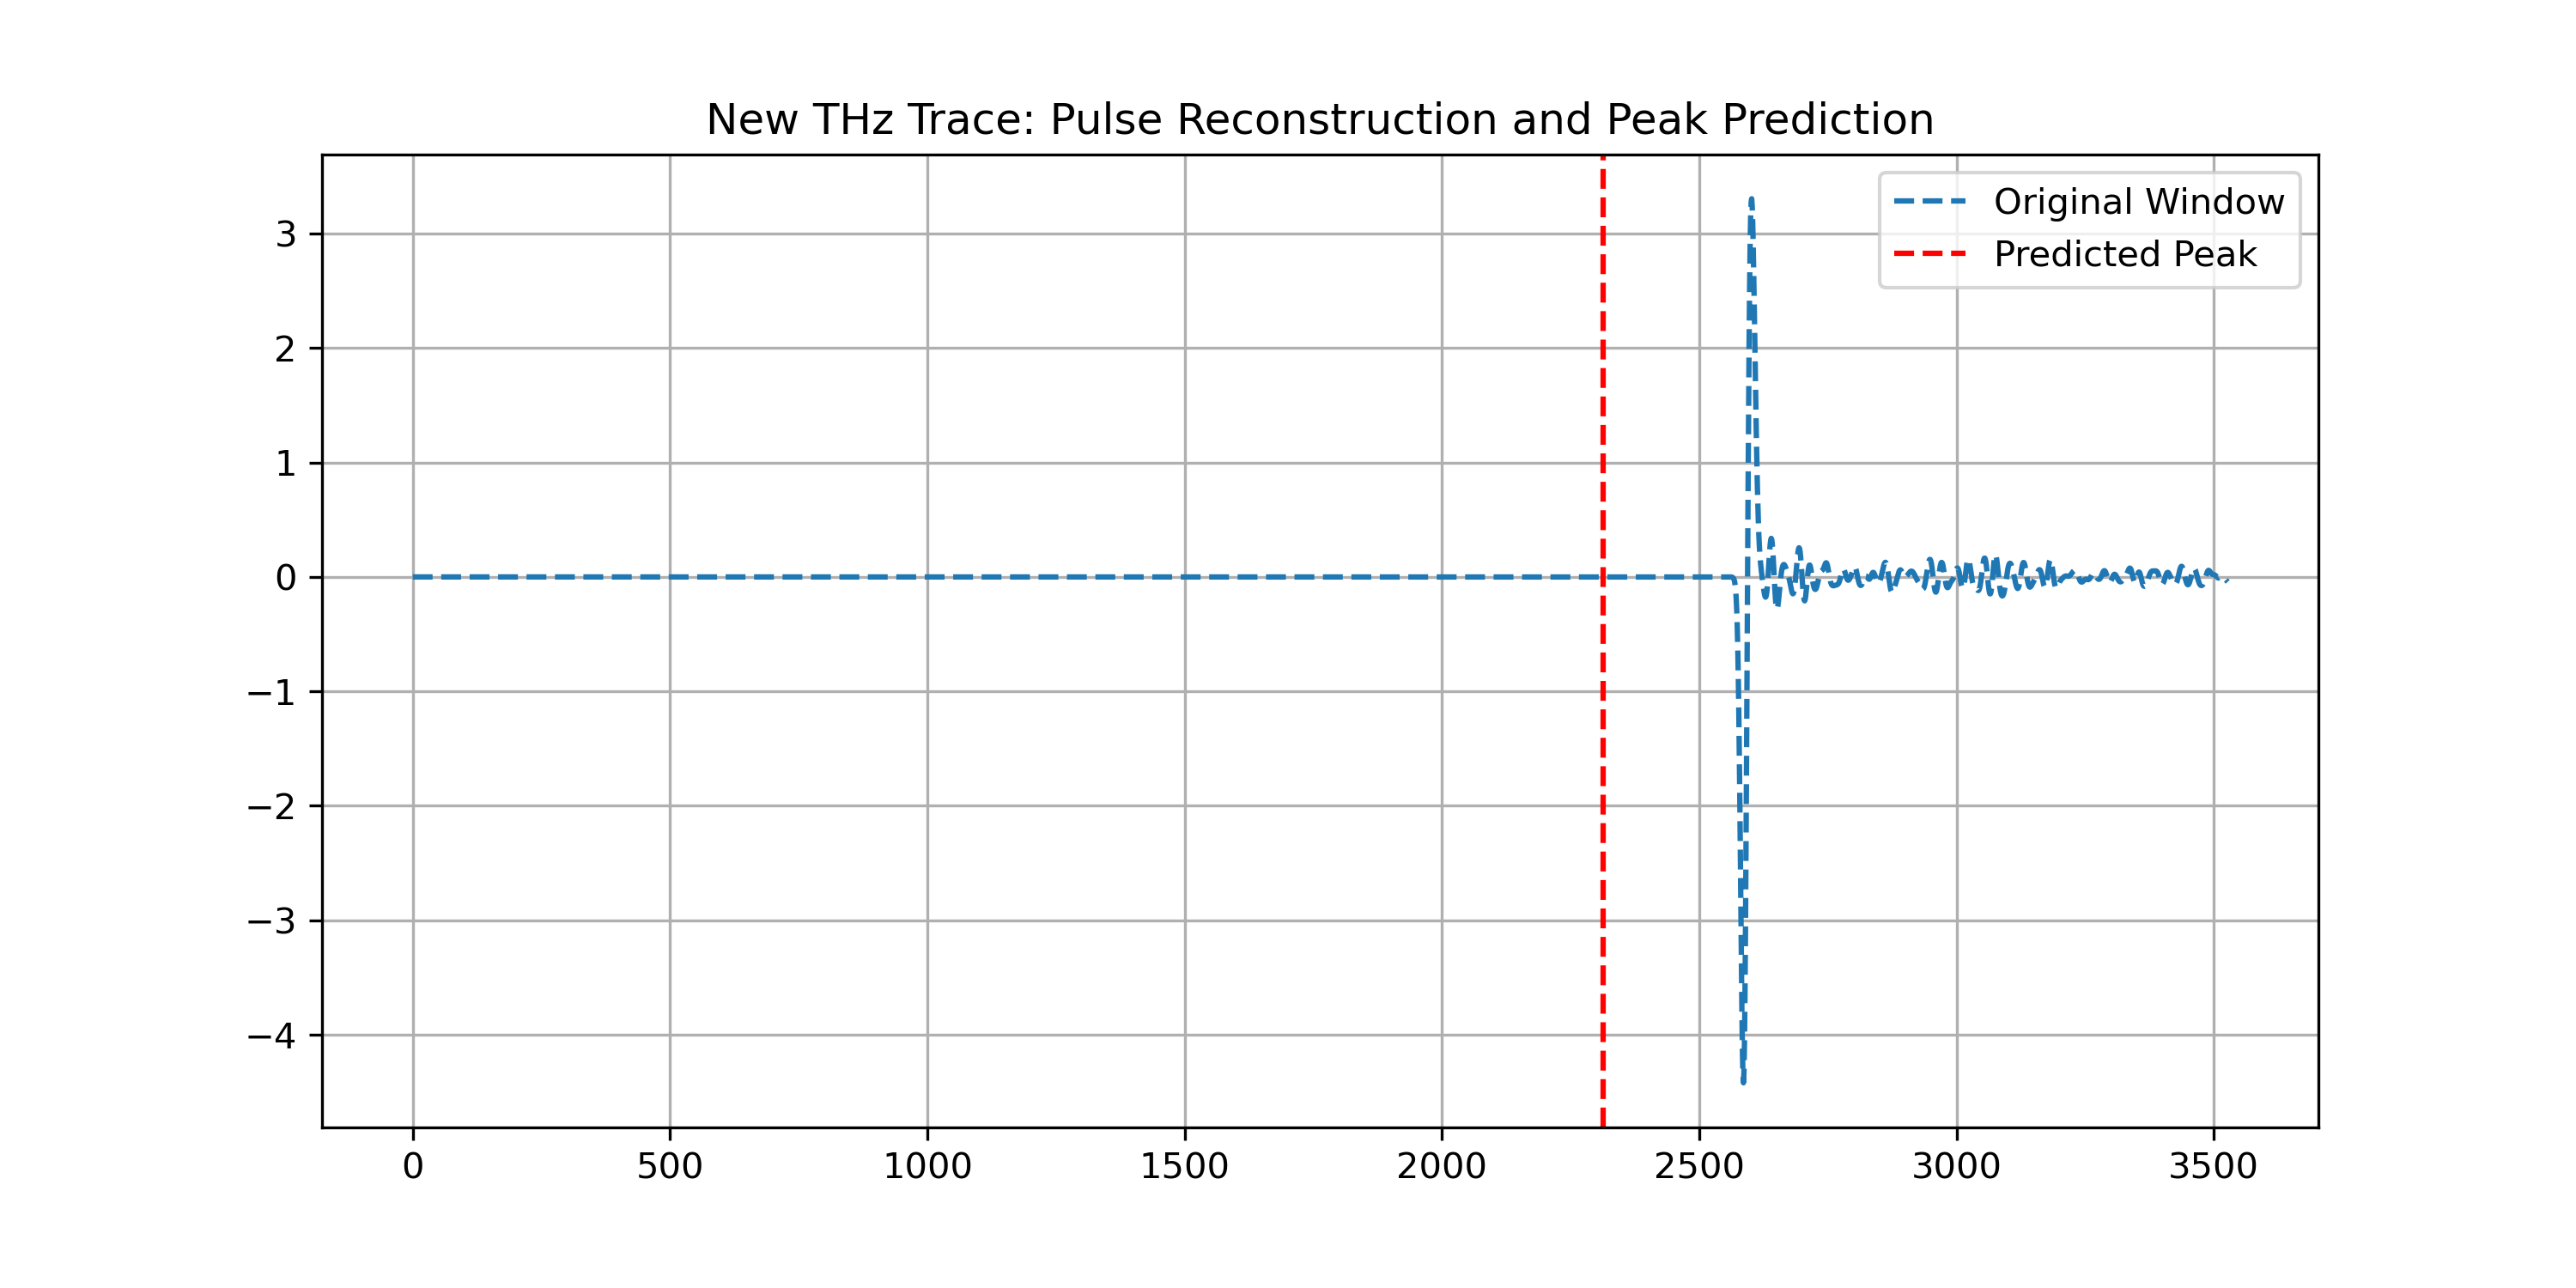 New THz Trace: Pulse Reconstruction and Peak Prediction
Original Window
Predicted Peak
3
2
1
0
−1
−2
−3
−4
0 500 1000 1500 2000 2500 3000 3500